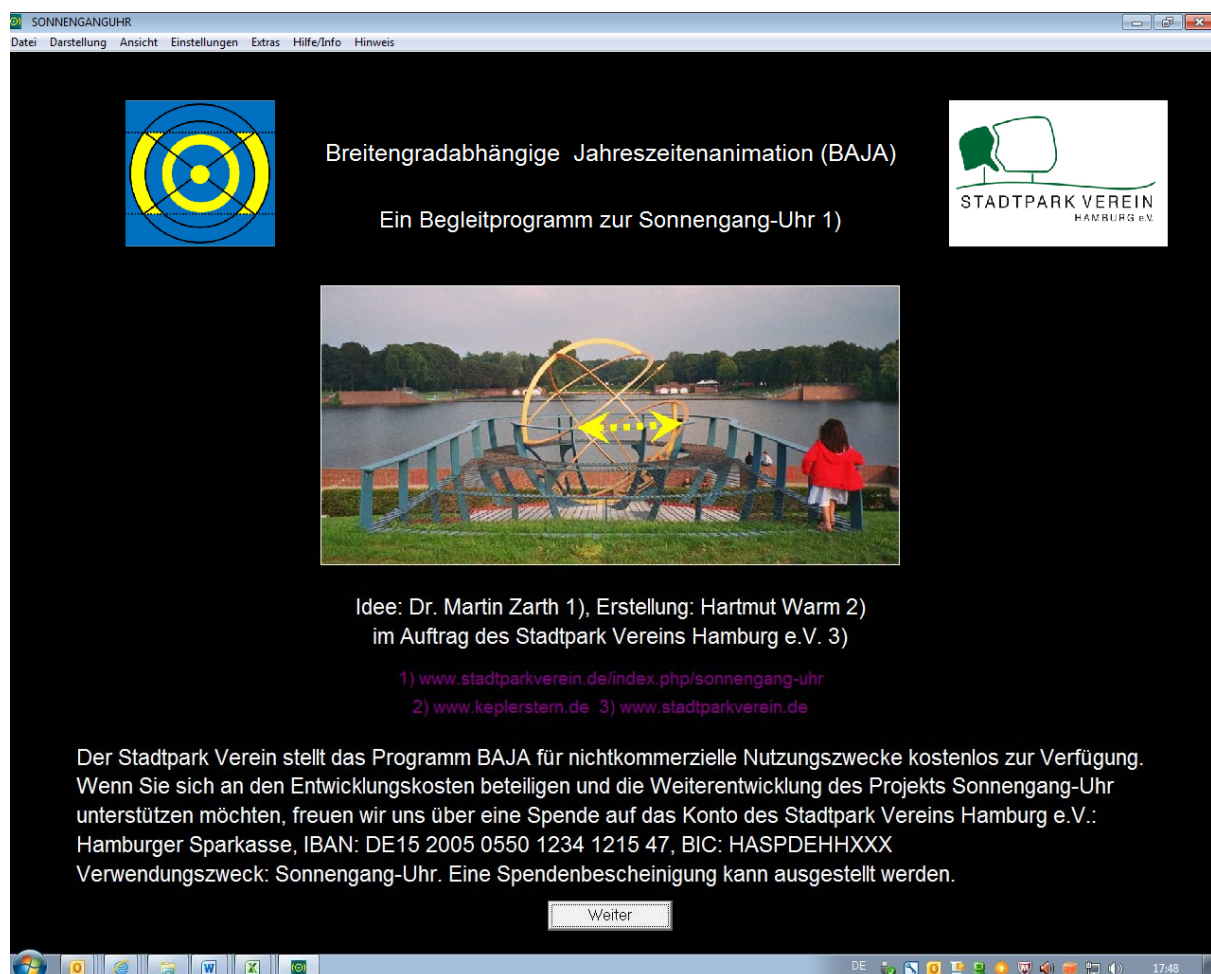 SONNENGANGUHR
Datei Darstellung Ansicht Einstellungen Extras Hilfe/Info Hinweis
Breitengradabhängige Jahreszeitenanimation (BAJA)
Ein Begleitprogramm zur Sonnengang-Uhr 1)
STADTPARK VEREIN
HAMBURG e.V.
Idee: Dr. Martin Zarth 1), Erstellung: Hartmut Warm 2)
im Auftrag des Stadtpark Vereins Hamburg e.V. 3)
1) www.stadtparkverein.de/index.php/sonnengang-uhr
2) www.keplerstern.de 3) www.stadtparkverein.de
Der Stadtpark Verein stellt das Programm BAJA für nichtkommerzielle Nutzungszwecke kostenlos zur Verfügung.
Wenn Sie sich an den Entwicklungskosten beteiligen und die Weiterentwicklung des Projekts Sonnengang-Uhr
unterstützen möchten, freuen wir uns über eine Spende auf das Konto des Stadtpark Vereins Hamburg e.V.:
Hamburger Sparkasse, IBAN: DE15 2005 0550 1234 1215 47, BIC: HASPDEHHXXX
Verwendungszweck: Sonnengang-Uhr. Eine Spendenbescheinigung kann ausgestellt werden.
Weiter
DE 17:48